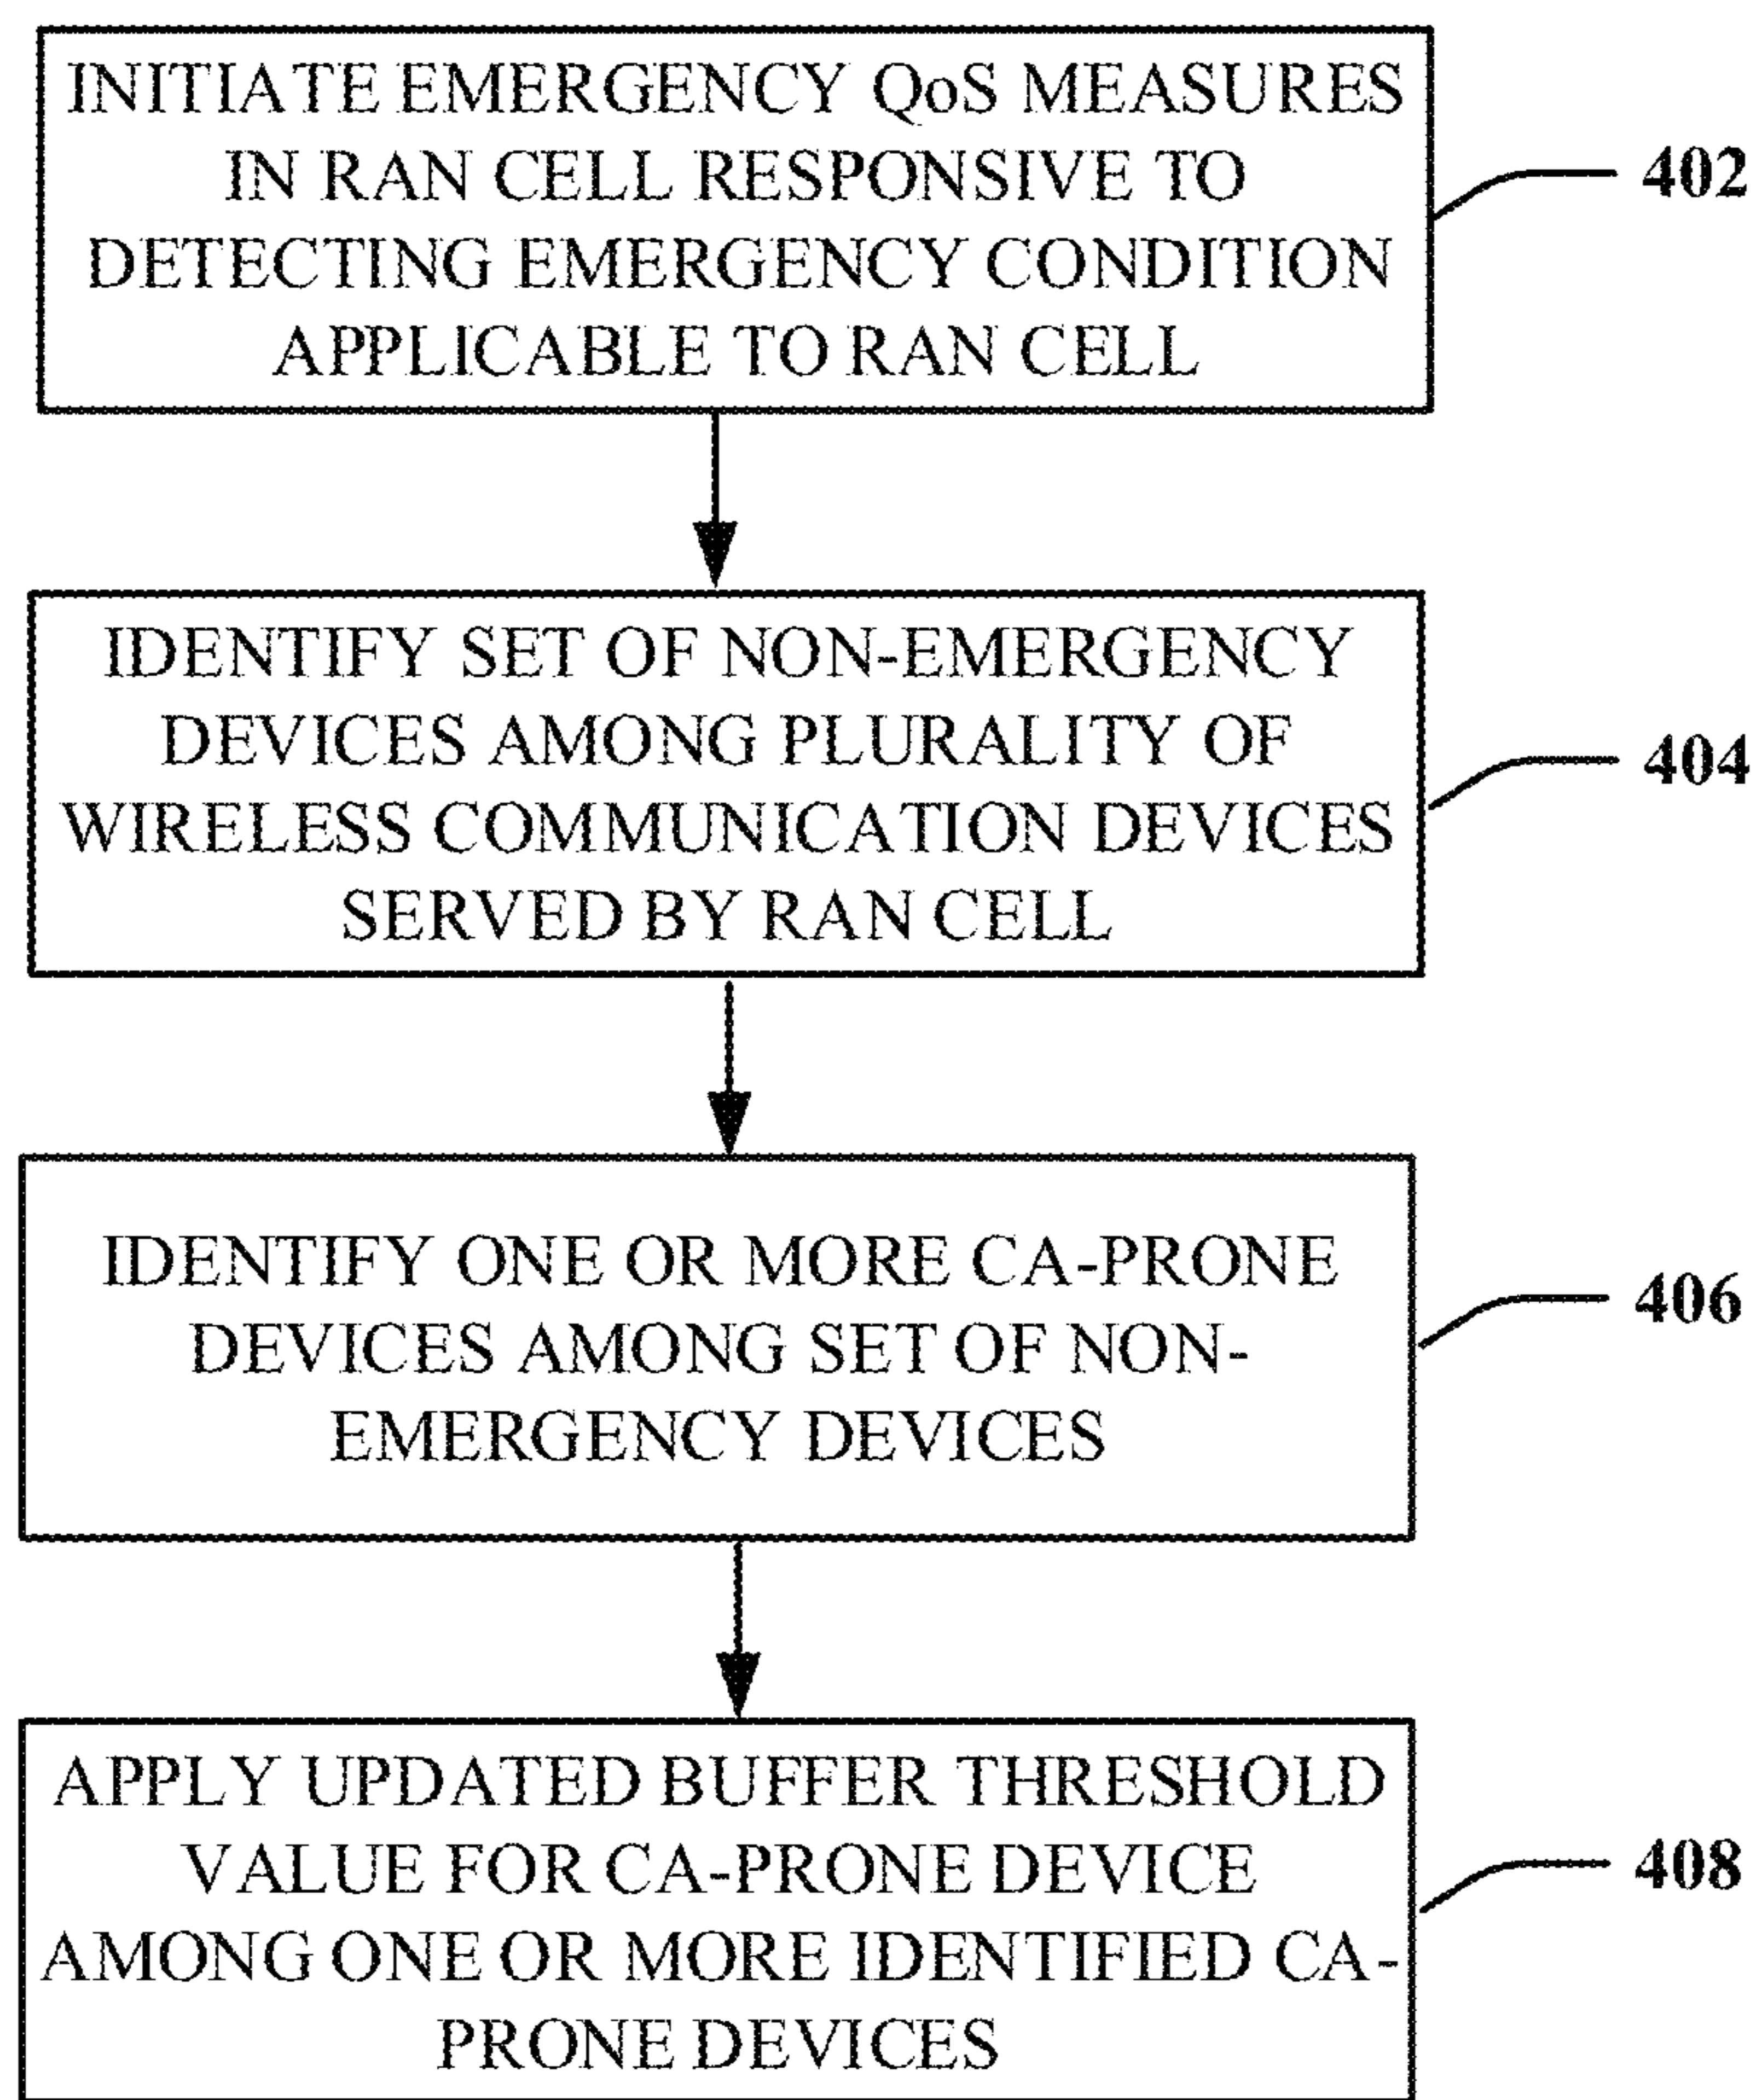 INITIATE EMERGENCY QoS MEASURES
IN RAN CELL RESPONSIVE TO
DETECTING EMERGENCY CONDITION
APPLICABLE TO RAN CELL
402
IDENTIFY SET OF NON-EMERGENCY
DEVICES AMONG PLURALITY OF
WIRELESS COMMUNICATION DEVICES
SERVED BY RAN CELL
404
IDENTIFY ONE OR MORE CA-PRONE
DEVICES AMONG SET OF NON-
EMERGENCY DEVICES
406
APPLY UPDATED BUFFER THRESHOLD
VALUE FOR CA-PRONE DEVICE
AMONG ONE OR MORE IDENTIFIED CA-
PRONE DEVICES
408